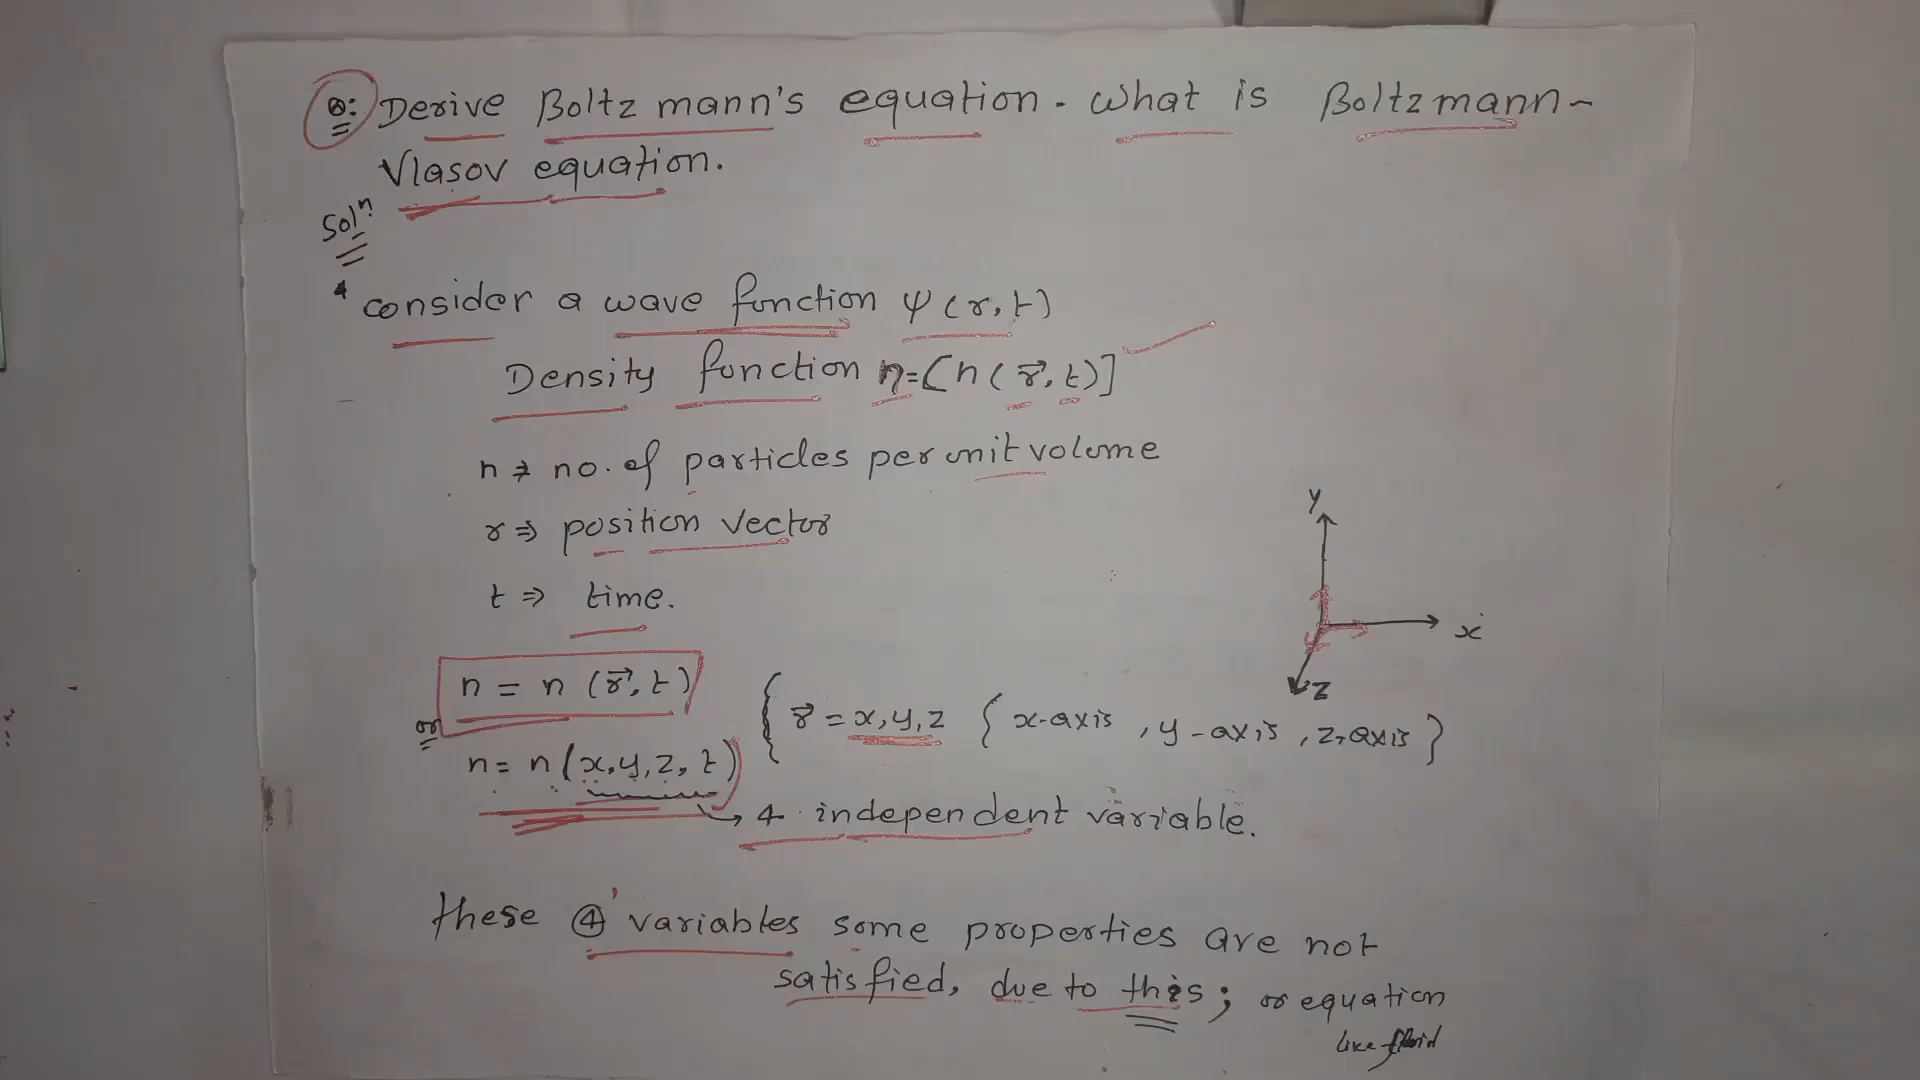 Q: Derive Boltzmann's equation. What is Boltzmann-
Vlasov equation.
Solⁿ
* consider a wave function ψ(r,t)
Density function n=[n(r⃗,t)]
n ⇒ no. of particles per unit volume
r ⇒ position vector
t ⇒ time.
y
x
z
n = n (r⃗,t)
or
{ r⃗ = x,y,z { x-axis, y-axis, z-axis }
n = n(x,y,z,t)
→ 4 independent variable.
these ④ variables some properties are not
satisfied, due to this; or equation
like fluid